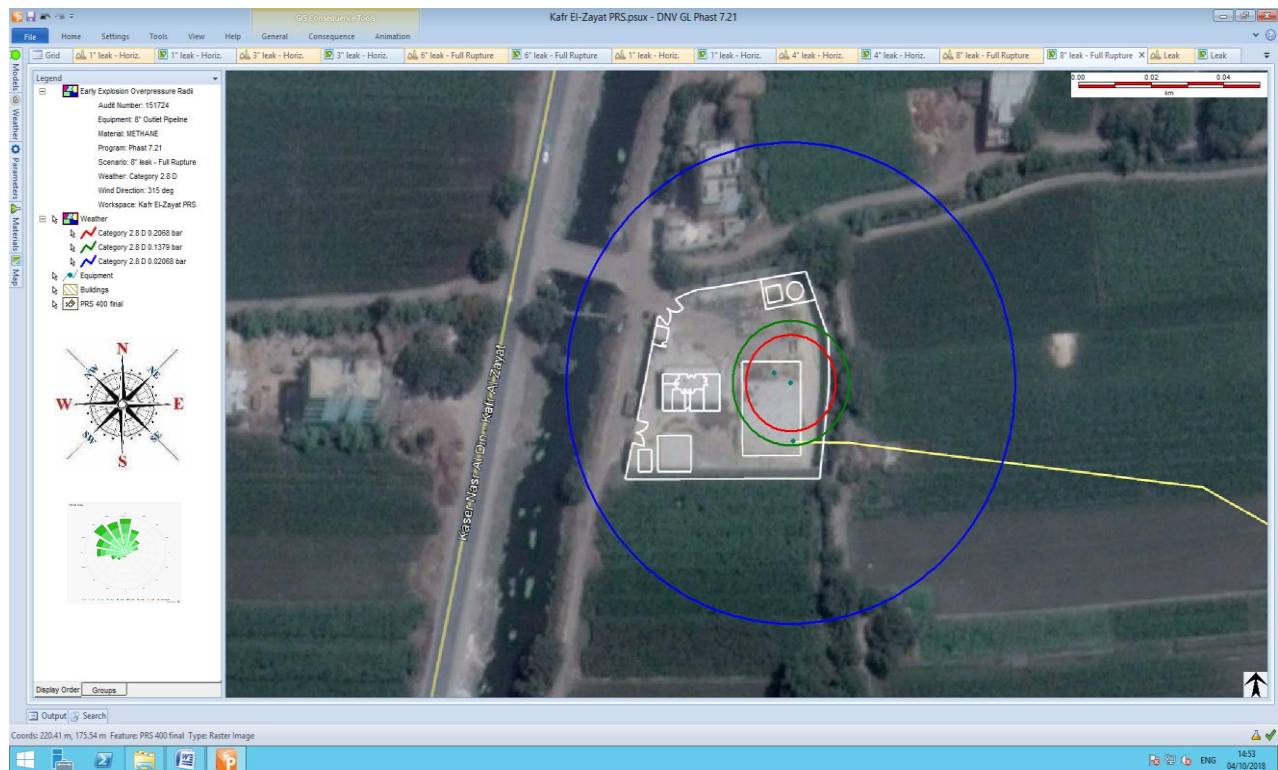 Kafr El-Zayat PRS.psux - DNV GL Phast 7.21
GIS Consequence Tools
File Home Settings Tools View Help General Consequence Animation
Grid 1" leak - Horiz. 1" leak - Horiz. 3" leak - Horiz. 3" leak - Horiz. 6" leak - Full Rupture 6" leak - Full Rupture 1" leak - Horiz. 1" leak - Horiz. 4" leak - Horiz. 4" leak - Horiz. 8" leak - Full Rupture 8" leak - Full Rupture Leak Leak
Models
Weather
Parameters
Materials
Map
Legend
Early Explosion Overpressure Radii
Audit Number: 151724
Equipment: 8" Outlet Pipeline
Material: METHANE
Program: Phast 7.21
Scenario: 8" leak - Full Rupture
Weather: Category 2.8 D
Wind Direction: 315 deg
Workspace: Kafr El-Zayat PRS
Weather
Category 2.8 D 0.2068 bar
Category 2.8 D 0.1379 bar
Category 2.8 D 0.02068 bar
Equipment
Buildings
PRS 400 final
N
NW NE
W E
SW SE
S
0.00 0.02 0.04
km
Kaser Nasr Al Din - Kafr Al Zayat
Display Order Groups
Output Search
Coords: 220.41 m, 175.54 m Feature: PRS 400 final Type: Raster Image
ENG
14:53
04/10/2018